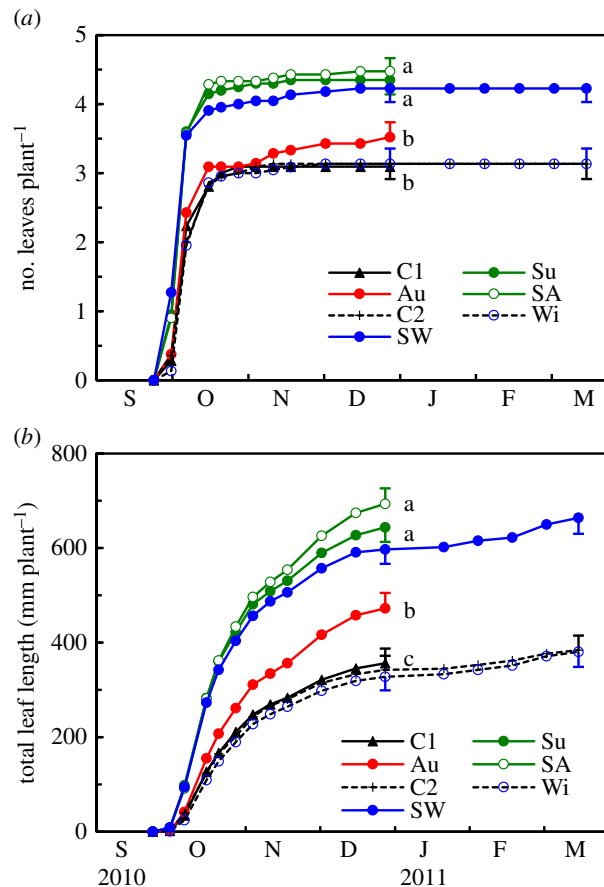 (a)
5
4
3
2
1
0
no. leaves plant⁻¹
a
a
b
b
C1 Su
Au SA
C2 Wi
SW
S O N D J F M
(b)
800
600
400
200
0
total leaf length (mm plant⁻¹)
a
a
b
c
C1 Su
Au SA
C2 Wi
SW
S O N D J F M
2010 2011